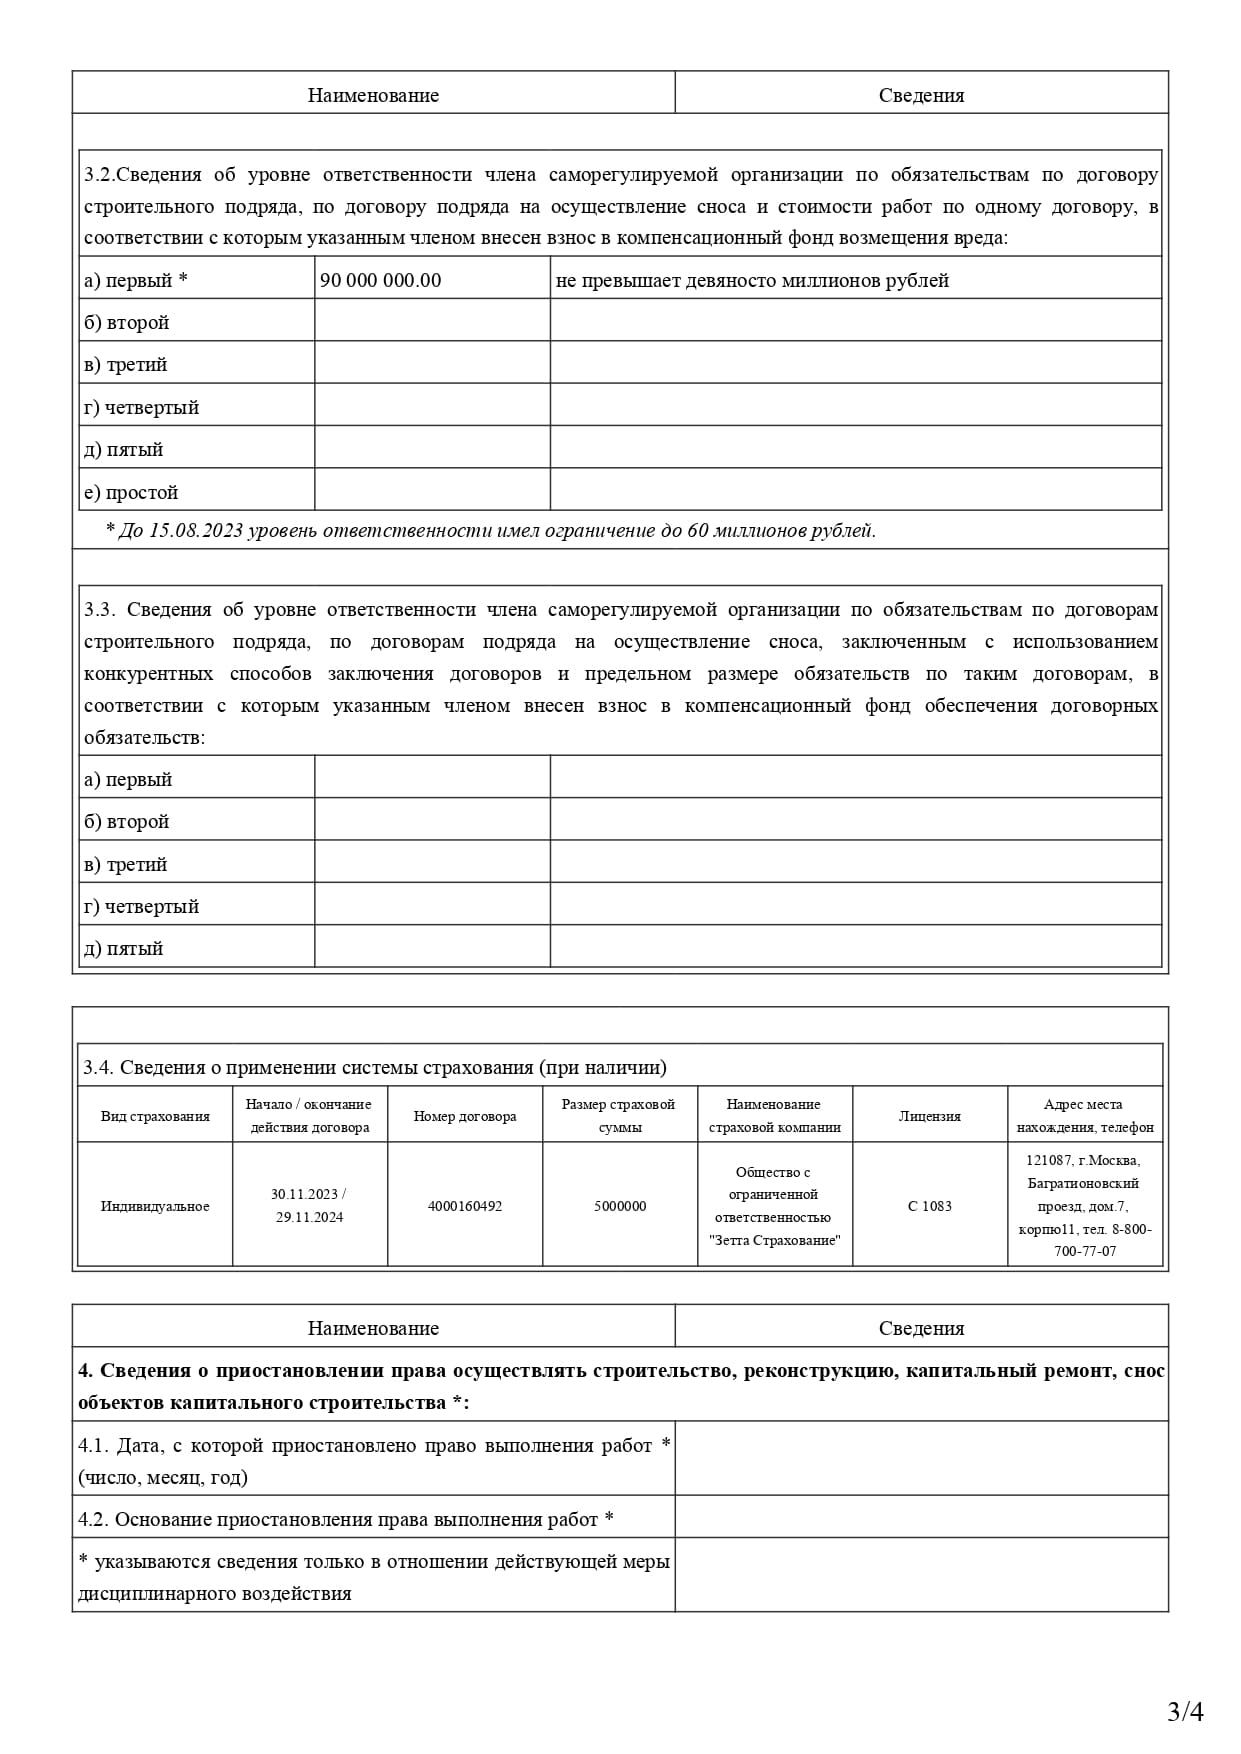 Наименование
Сведения
3.2.Сведения об уровне ответственности члена саморегулируемой организации по обязательствам по договору
строительного подряда, по договору подряда на осуществление сноса и стоимости работ по одному договору, в
соответствии с которым указанным членом внесен взнос в компенсационный фонд возмещения вреда:
а) первый *
90 000 000.00
не превышает девяносто миллионов рублей
б) второй
в) третий
г) четвертый
д) пятый
е) простой
* До 15.08.2023 уровень ответственности имел ограничение до 60 миллионов рублей.
3.3. Сведения об уровне ответственности члена саморегулируемой организации по обязательствам по договорам
строительного подряда, по договорам подряда на осуществление сноса, заключенным с использованием
конкурентных способов заключения договоров и предельном размере обязательств по таким договорам, в
соответствии с которым указанным членом внесен взнос в компенсационный фонд обеспечения договорных
обязательств:
а) первый
б) второй
в) третий
г) четвертый
д) пятый
3.4. Сведения о применении системы страхования (при наличии)
Вид страхования
Начало / окончание
действия договора
Номер договора
Размер страховой
суммы
Наименование
страховой компании
Лицензия
Адрес места
нахождения, телефон
Индивидуальное
30.11.2023 /
29.11.2024
4000160492
5000000
Общество с
ограниченной
ответственностью
"Зетта Страхование"
С 1083
121087, г.Москва,
Багратионовский
проезд, дом.7,
корпю11, тел. 8-800-
700-77-07
Наименование
Сведения
4. Сведения о приостановлении права осуществлять строительство, реконструкцию, капитальный ремонт, снос
объектов капитального строительства *:
4.1. Дата, с которой приостановлено право выполнения работ *
(число, месяц, год)
4.2. Основание приостановления права выполнения работ *
* указываются сведения только в отношении действующей меры
дисциплинарного воздействия
3/4